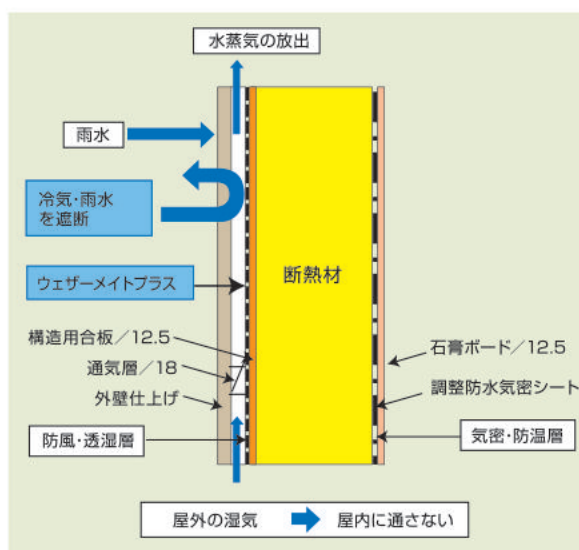 水蒸気の放出
雨水
冷気・雨水
を遮断
ウェザーメイトプラス
断熱材
構造用合板／12.5
通気層／18
外壁仕上げ
石膏ボード／12.5
調整防水気密シート
防風・透湿層
気密・防温層
屋外の湿気
屋内に通さない